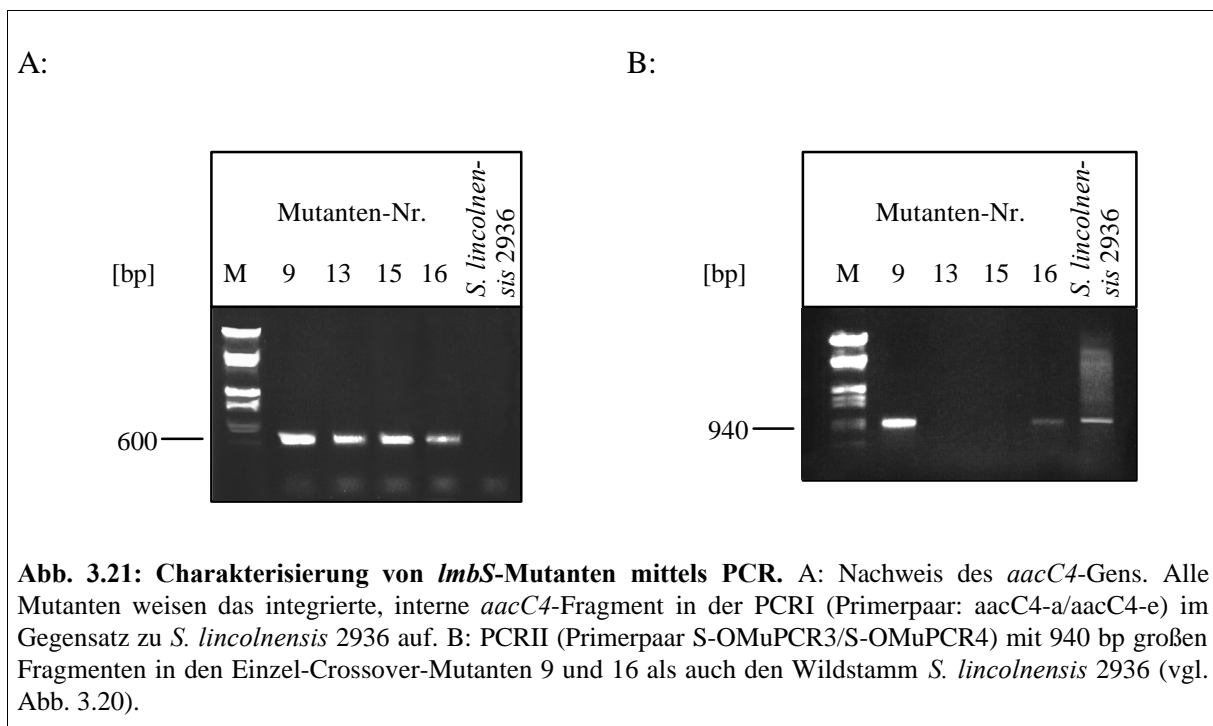 A:
B:
S. lincolnen-
sis 2936
Mutanten-Nr.
[bp]
M 9 13 15 16
600
S. lincolnen-
sis 2936
Mutanten-Nr.
[bp]
M 9 13 15 16
940
Abb. 3.21: Charakterisierung von lmbS-Mutanten mittels PCR. A: Nachweis des aacC4-Gens. Alle
Mutanten weisen das integrierte, interne aacC4-Fragment in der PCRI (Primerpaar: aacC4-a/aacC4-e) im
Gegensatz zu S. lincolnensis 2936 auf. B: PCRII (Primerpaar S-OMuPCR3/S-OMuPCR4) mit 940 bp großen
Fragmenten in den Einzel-Crossover-Mutanten 9 und 16 als auch den Wildstamm S. lincolnensis 2936 (vgl.
Abb. 3.20).